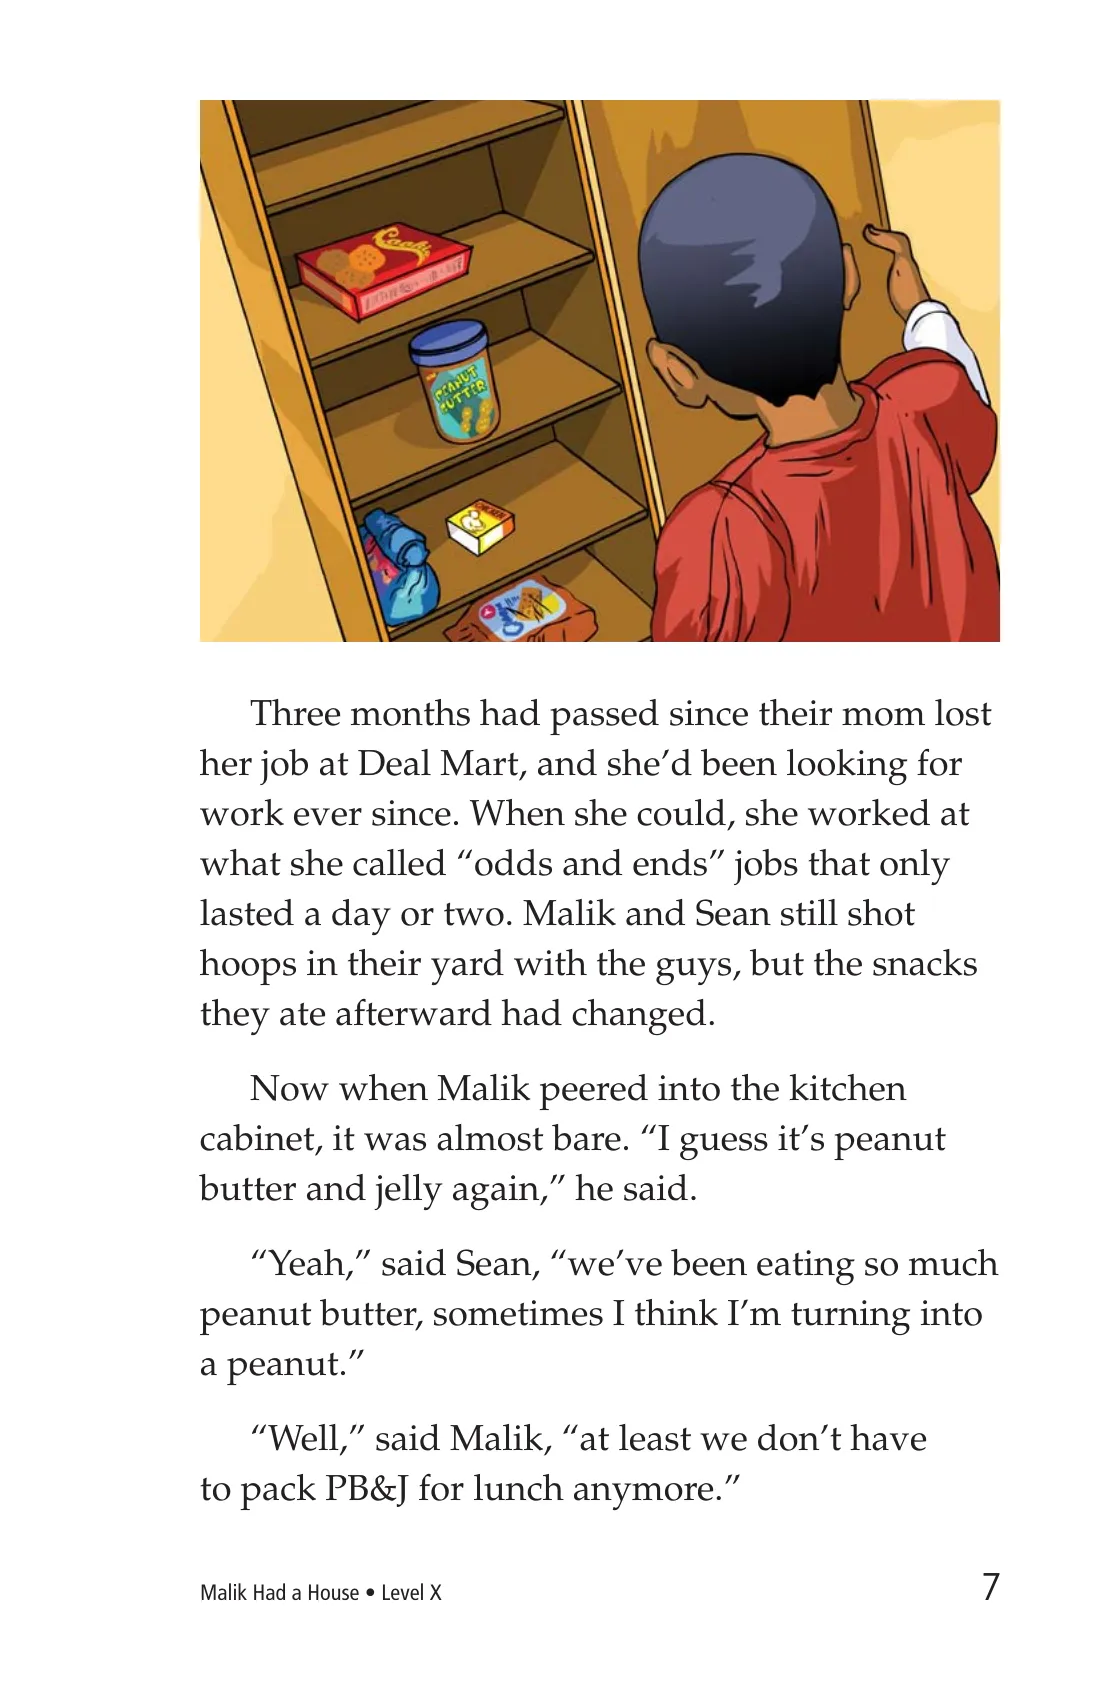 Cookie
PEANUT
BUTTER
CHICKEN
Three months had passed since their mom lost
her job at Deal Mart, and she’d been looking for
work ever since. When she could, she worked at
what she called “odds and ends” jobs that only
lasted a day or two. Malik and Sean still shot
hoops in their yard with the guys, but the snacks
they ate afterward had changed.
Now when Malik peered into the kitchen
cabinet, it was almost bare. “I guess it’s peanut
butter and jelly again,” he said.
“Yeah,” said Sean, “we’ve been eating so much
peanut butter, sometimes I think I’m turning into
a peanut.”
“Well,” said Malik, “at least we don’t have
to pack PB&J for lunch anymore.”
Malik Had a House • Level X
7